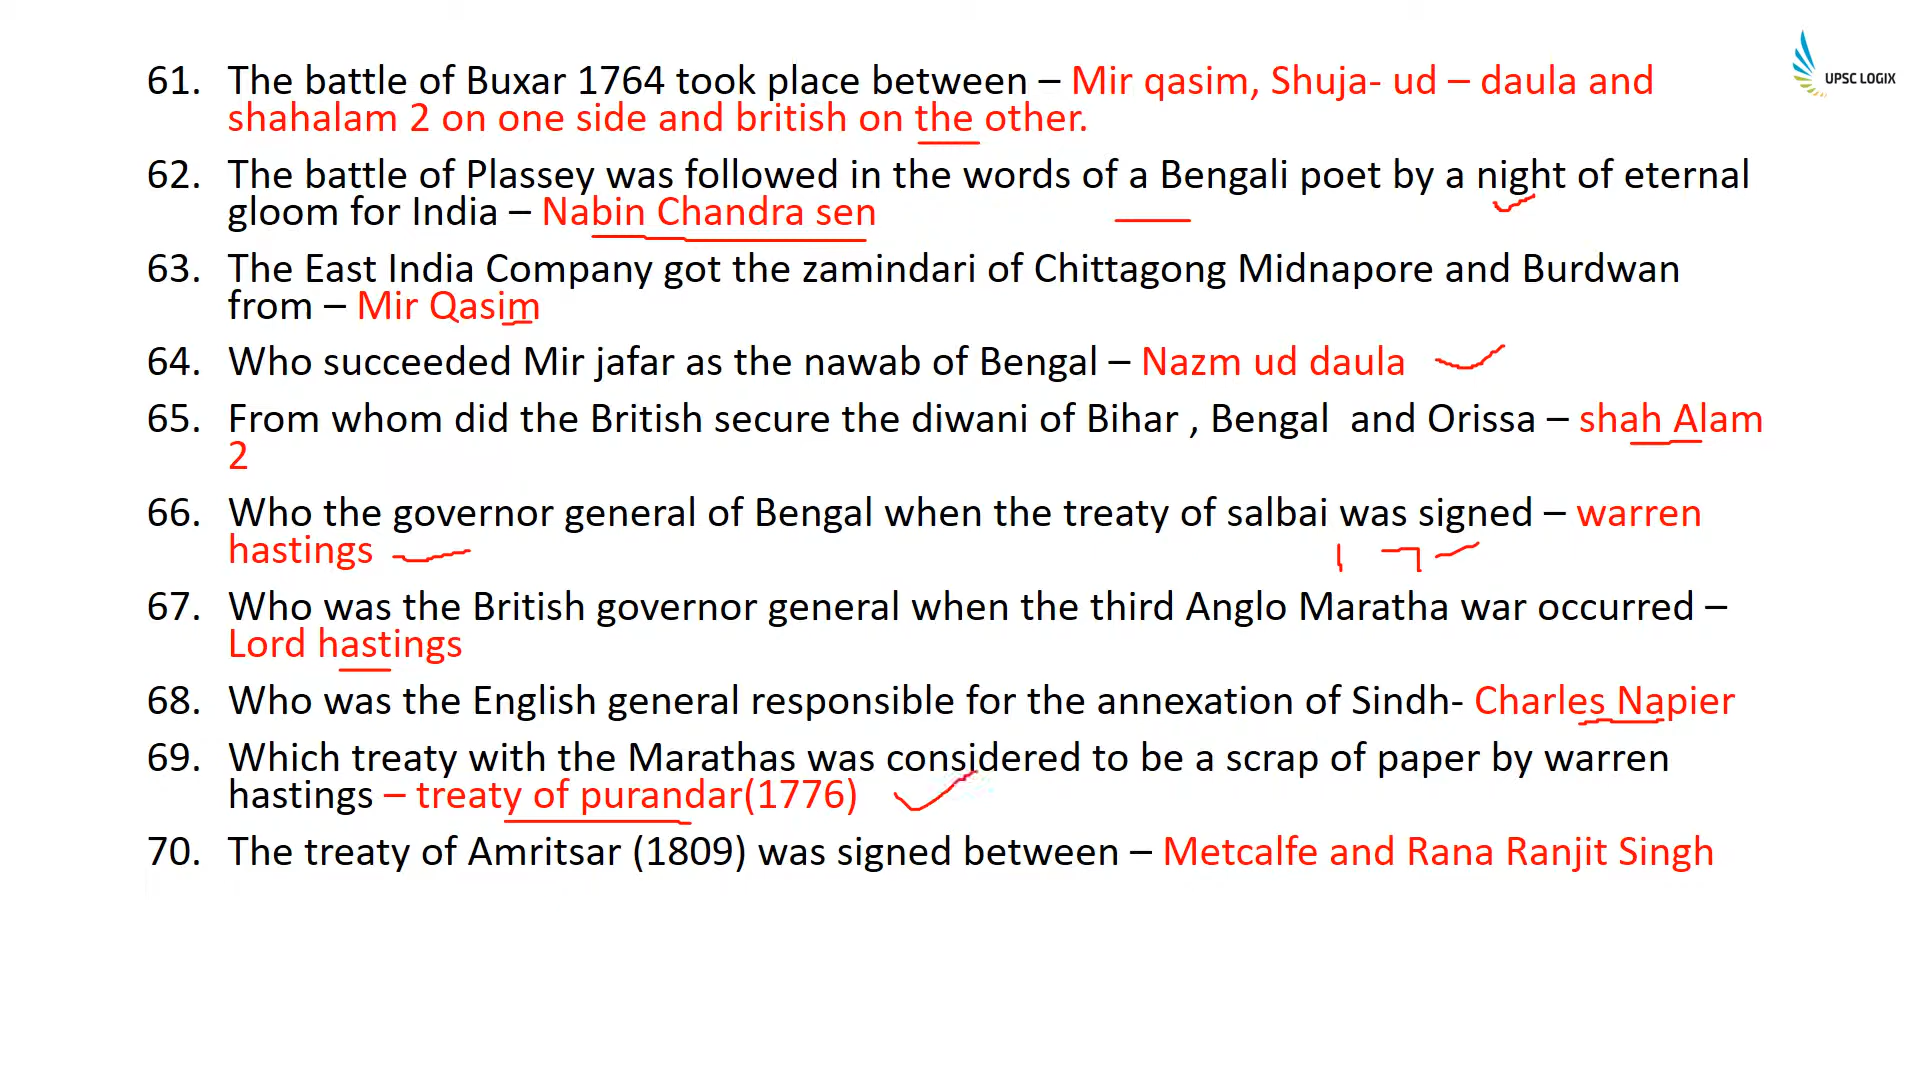 UPSC LOGIX
61. The battle of Buxar 1764 took place between – Mir qasim, Shuja- ud – daula and
shahalam 2 on one side and british on the other.
62. The battle of Plassey was followed in the words of a Bengali poet by a night of eternal
gloom for India – Nabin Chandra sen
63. The East India Company got the zamindari of Chittagong Midnapore and Burdwan
from – Mir Qasim
64. Who succeeded Mir jafar as the nawab of Bengal – Nazm ud daula
65. From whom did the British secure the diwani of Bihar , Bengal and Orissa – shah Alam
2
66. Who the governor general of Bengal when the treaty of salbai was signed – warren
hastings
67. Who was the British governor general when the third Anglo Maratha war occurred –
Lord hastings
68. Who was the English general responsible for the annexation of Sindh- Charles Napier
69. Which treaty with the Marathas was considered to be a scrap of paper by warren
hastings – treaty of purandar(1776)
70. The treaty of Amritsar (1809) was signed between – Metcalfe and Rana Ranjit Singh